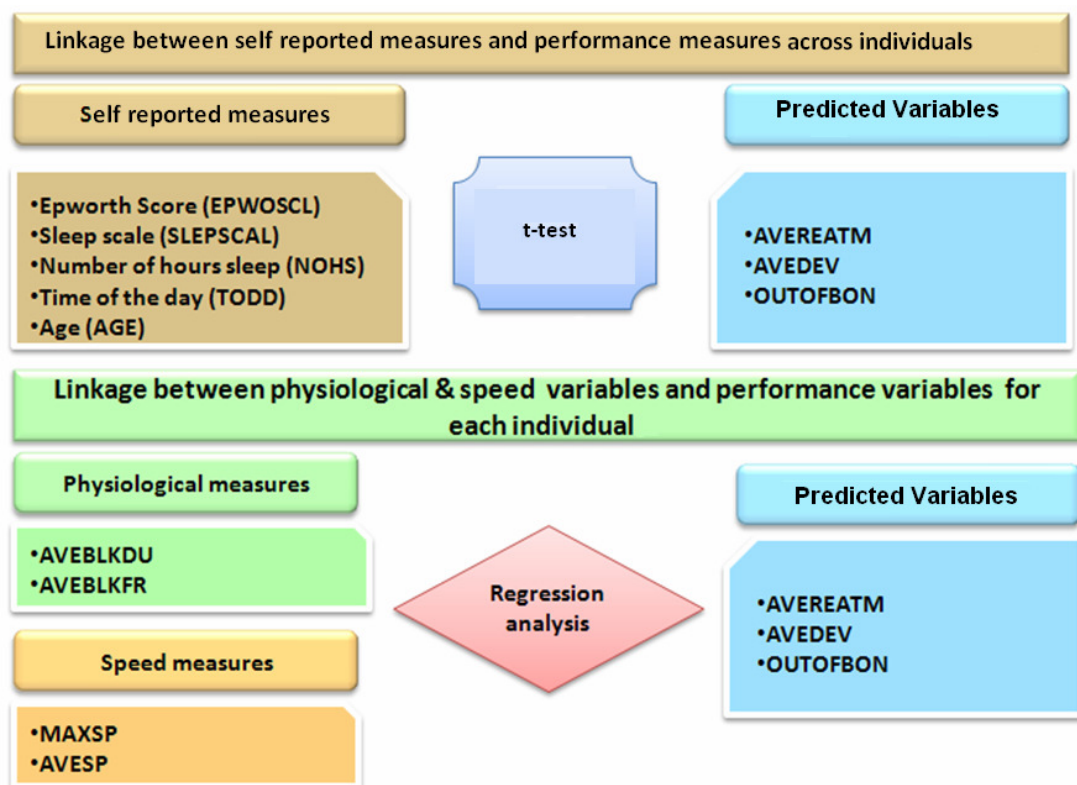 Linkage between self reported measures and performance measures across individuals
Self reported measures
Predicted Variables
•Epworth Score (EPWOSCL)
•Sleep scale (SLEPSCAL)
•Number of hours sleep (NOHS)
•Time of the day (TODD)
•Age (AGE)
t-test
•AVEREATM
•AVEDEV
•OUTOFBON
Linkage between physiological & speed variables and performance variables for
each individual
Physiological measures
Predicted Variables
•AVEBLKDU
•AVEBLKFR
Regression
analysis
•AVEREATM
•AVEDEV
•OUTOFBON
Speed measures
•MAXSP
•AVESP